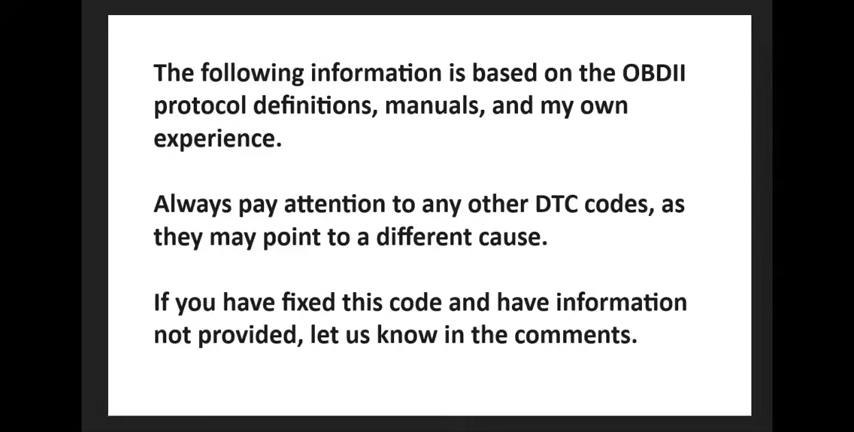 The following information is based on the OBDII
protocol definitions, manuals, and my own
experience.
Always pay attention to any other DTC codes, as
they may point to a different cause.
If you have fixed this code and have information
not provided, let us know in the comments.